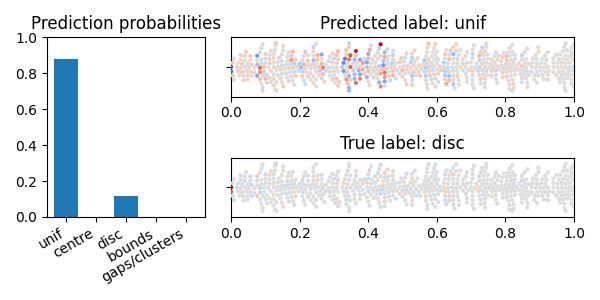 Prediction probabilities
1.0
0.8
0.6
0.4
0.2
0.0
unif
centre
disc
bounds
gaps/clusters
Predicted label: unif
0.0 0.2 0.4 0.6 0.8 1.0
True label: disc
0.0 0.2 0.4 0.6 0.8 1.0